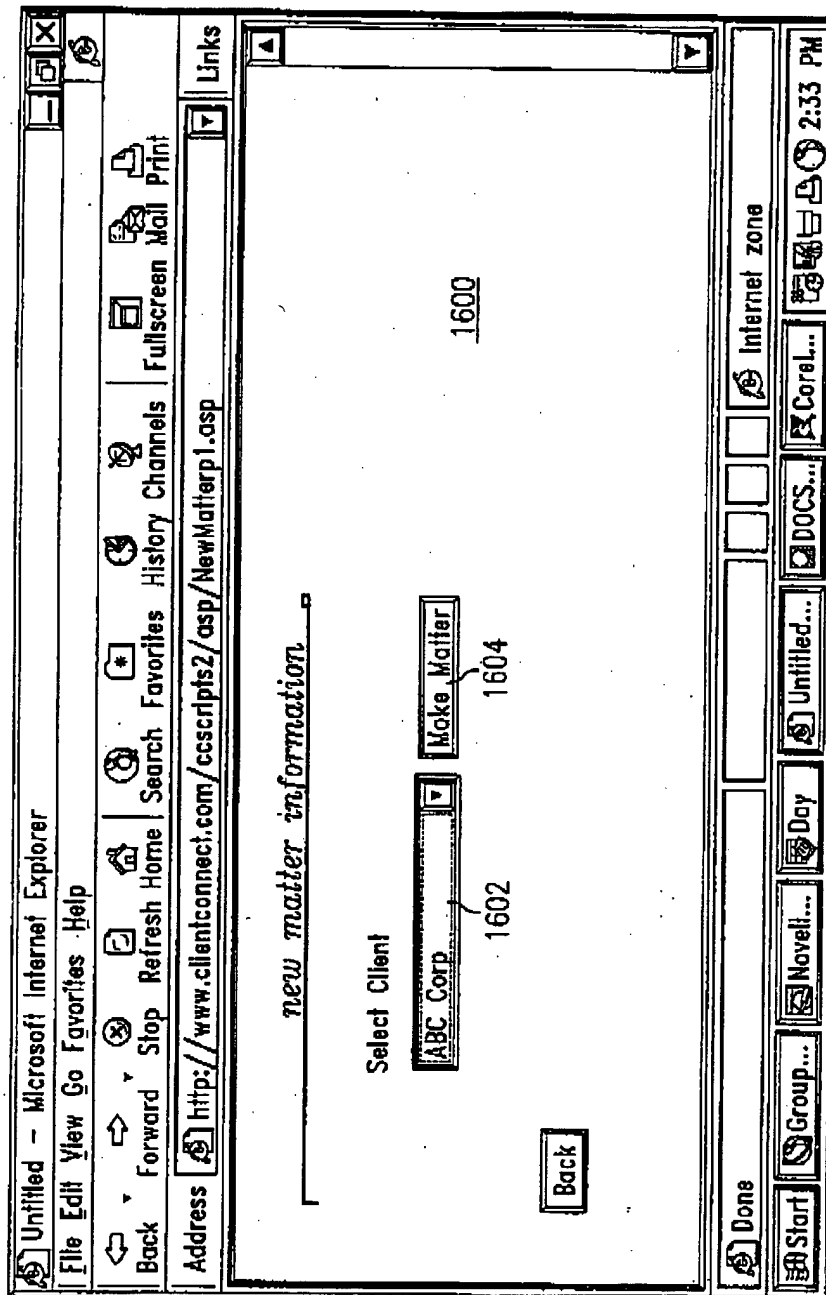 Untitled - Microsoft Internet Explorer
File Edit View Go Favorites Help
Back Forward Stop Refresh Home Search Favorites History Channels Fullscreen Mail Print
Address http://www.clientconnect.com/ccscripts2/asp/NewMatterp1.asp Links
new matter information
Select Client
ABC Corp Make Matter
1602 1604
1600
Back
Done Internet zone
Start Group... Novell... Day Untitled... DOCS... Corel... 2:33 PM